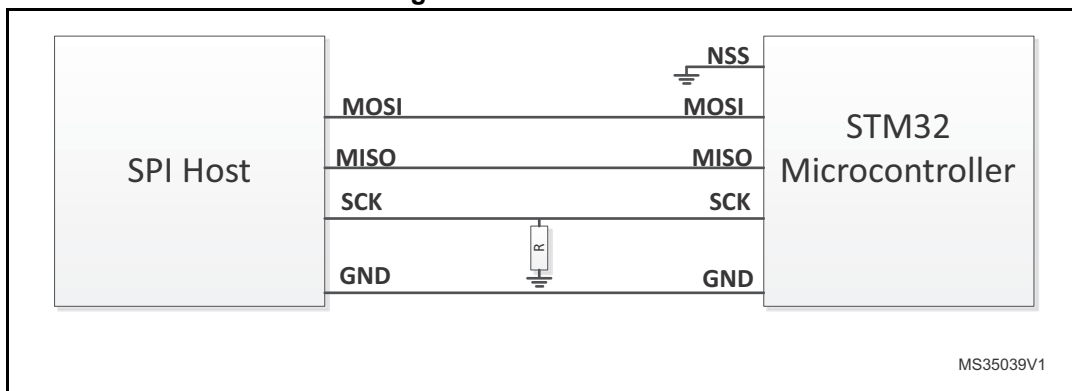 NSS
MOSI MOSI
SPI Host
STM32
Microcontroller
MISO MISO
SCK SCK
R
GND GND
MS35039V1